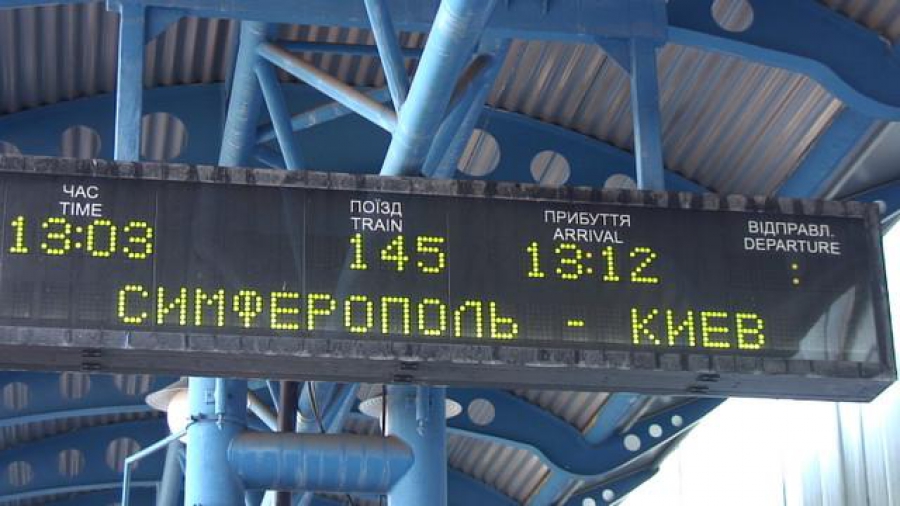 ЧАС ПОЇЗД ПРИБУТТЯ ВІДПРАВЛ.
TIME TRAIN ARRIVAL DEPARTURE
13:03 145 13:12 :
СИМФЕРОПОЛЬ - КИЕВ